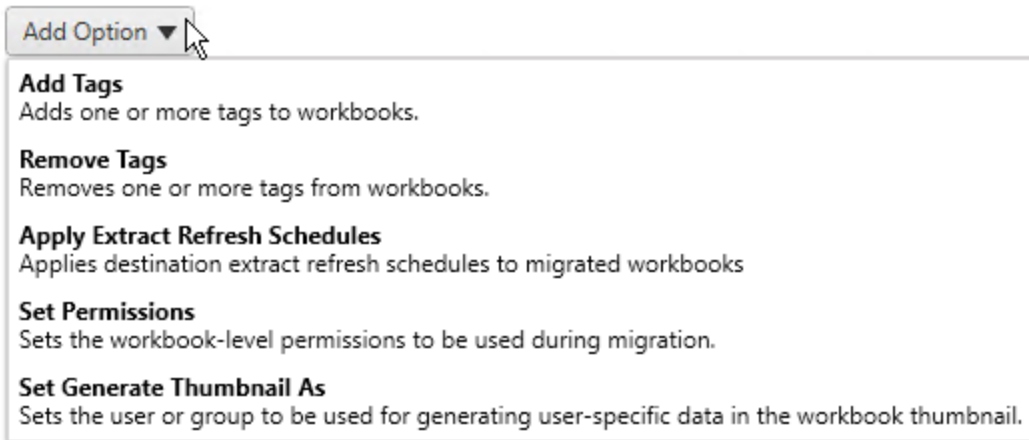 Add Option
Add Tags
Adds one or more tags to workbooks.
Remove Tags
Removes one or more tags from workbooks.
Apply Extract Refresh Schedules
Applies destination extract refresh schedules to migrated workbooks
Set Permissions
Sets the workbook-level permissions to be used during migration.
Set Generate Thumbnail As
Sets the user or group to be used for generating user-specific data in the workbook thumbnail.